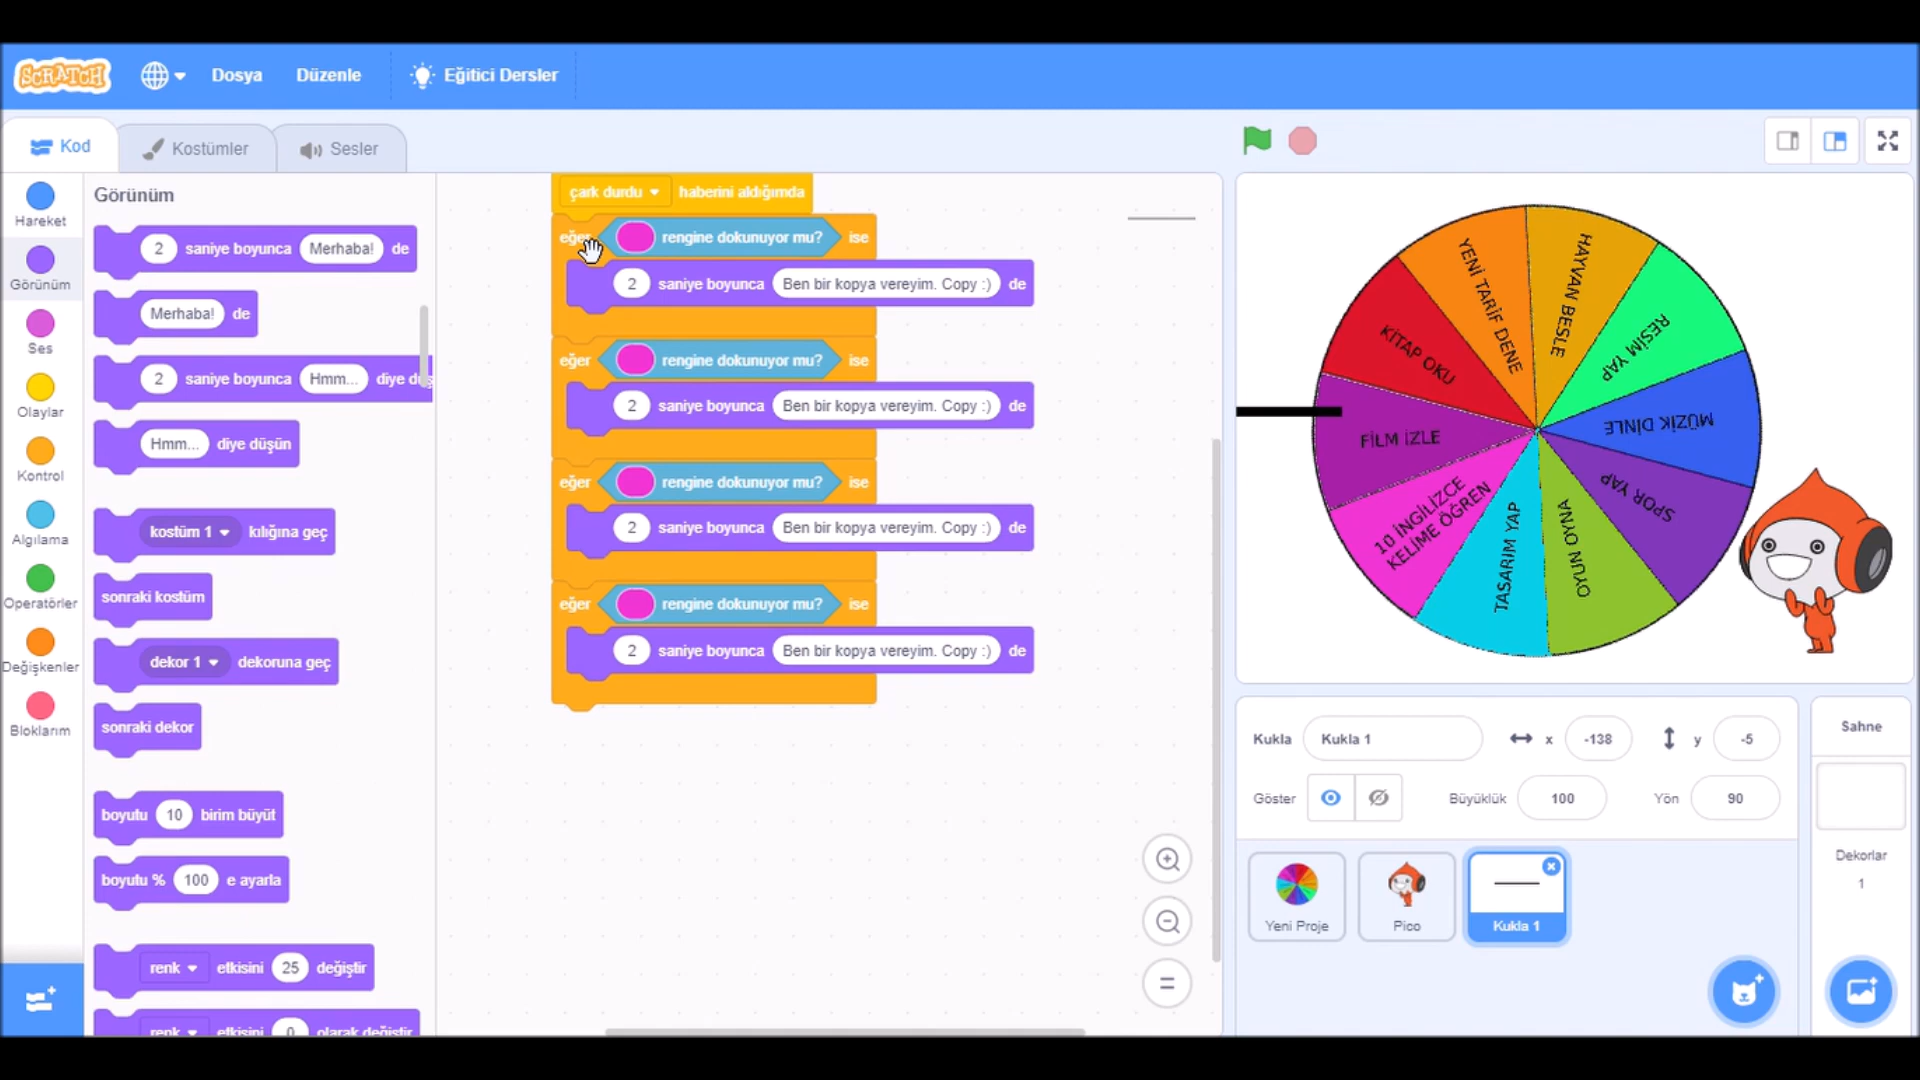 SCRATCH
Dosya
Düzenle
Eğitici Dersler
Kod
Kostümler
Sesler
Hareket
Görünüm
Ses
Olaylar
Kontrol
Algılama
Operatörler
Değişkenler
Bloklarım
Görünüm
2 saniye boyunca Merhaba! de
Merhaba! de
2 saniye boyunca Hmm... diye düş
Hmm... diye düşün
kostüm 1 kılığına geç
sonraki kostüm
dekor 1 dekoruna geç
sonraki dekor
boyutu 10 birim büyüt
boyutu % 100 e ayarla
renk etkisini 25 değiştir
renk etkisini 0 olarak değiştir
çark durdu haberini aldığımda
eğer rengine dokunuyor mu? ise
2 saniye boyunca Ben bir kopya vereyim. Copy :) de
eğer rengine dokunuyor mu? ise
2 saniye boyunca Ben bir kopya vereyim. Copy :) de
eğer rengine dokunuyor mu? ise
2 saniye boyunca Ben bir kopya vereyim. Copy :) de
eğer rengine dokunuyor mu? ise
2 saniye boyunca Ben bir kopya vereyim. Copy :) de
YENİ TARİF DENE
HAYVAN BESLE
RESİM YAP
MÜZİK DİNLE
SPOR YAP
OYUN OYNA
TASARIM YAP
10 İNGİLİZCE
KELİME ÖĞREN
FİLM İZLE
KİTAP OKU
Kukla Kukla 1 x -138 y -5
Göster Büyüklük 100 Yön 90
Yeni Proje
Pico
Kukla 1
Sahne
Dekorlar
1